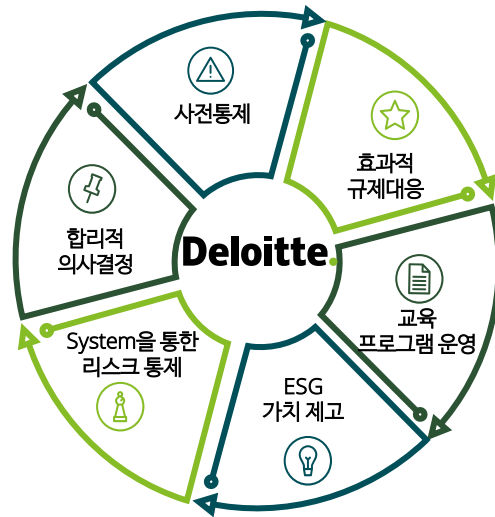 사전통제
효과적
규제대응
교육
프로그램 운영
ESG
가치 제고
System을 통한
리스크 통제
합리적
의사결정
Deloitte.